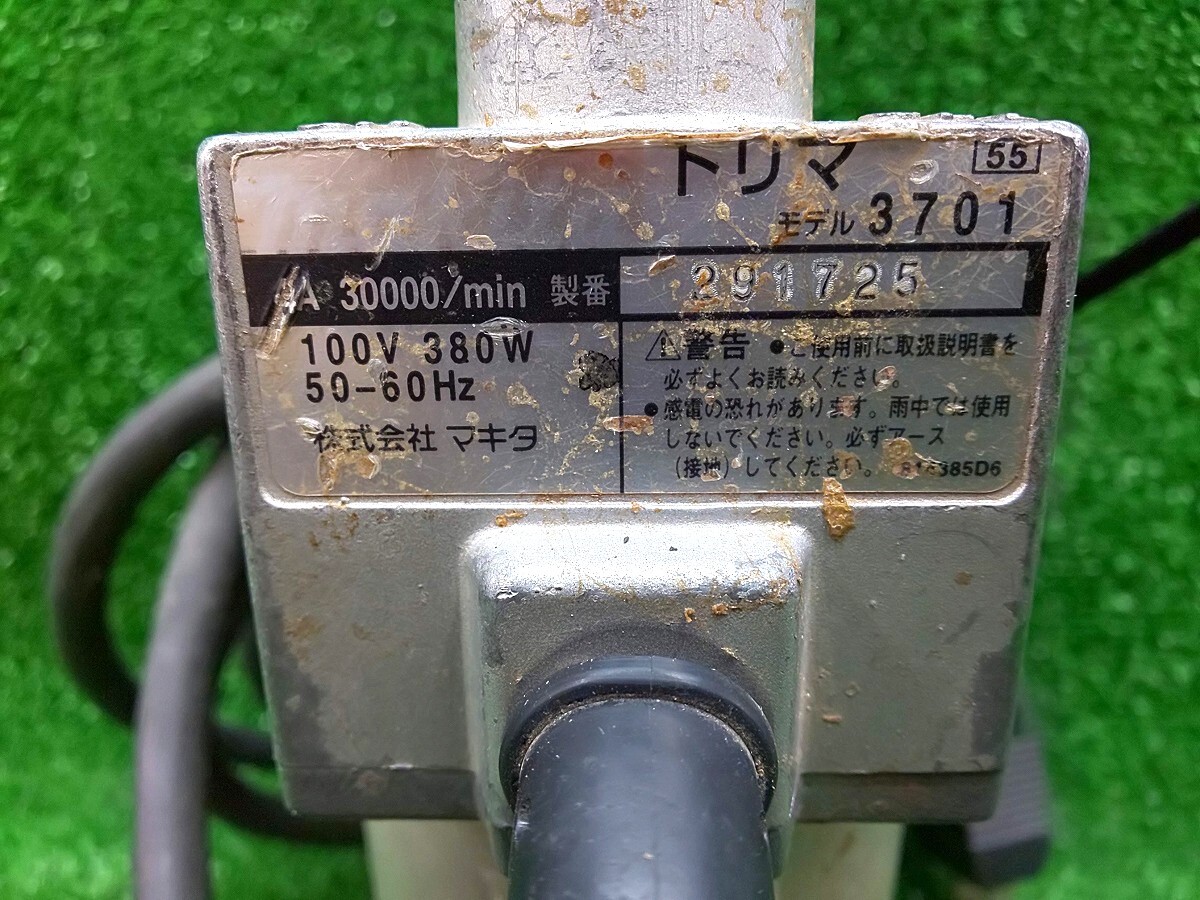 トリマ 55
モデル 3701
A 30000/min 製番 291725
100V 380W
50-60Hz
株式会社 マキタ
⚠警告 ●ご使用前に取扱説明書を
必ずよくお読みください。
●感電の恐れがあります。雨中では使用
しないでください。必ずアース
(接地)してください。